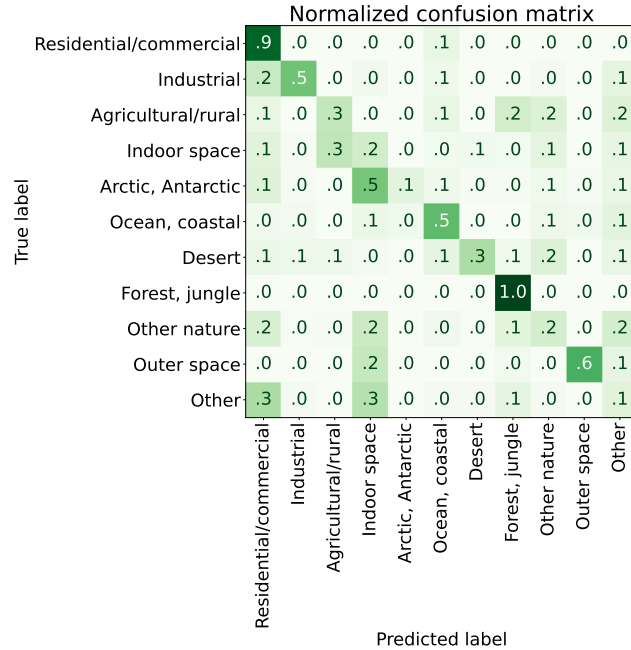 Normalized confusion matrix
Residential/commercial .9 .0 .0 .0 .0 .1 .0 .0 .0 .0 .0
Industrial .2 .5 .0 .0 .0 .1 .0 .0 .0 .0 .1
Agricultural/rural .1 .0 .3 .0 .0 .1 .0 .2 .2 .0 .2
Indoor space .1 .0 .3 .2 .0 .0 .1 .0 .1 .0 .1
Arctic, Antarctic .1 .0 .0 .5 .1 .1 .0 .0 .1 .0 .1
Ocean, coastal .0 .0 .0 .1 .0 .5 .0 .0 .1 .0 .1
Desert .1 .1 .1 .0 .0 .1 .3 .1 .2 .0 .1
Forest, jungle .0 .0 .0 .0 .0 .0 .0 1.0 .0 .0 .0
Other nature .2 .0 .0 .2 .0 .0 .0 .1 .2 .0 .2
Outer space .0 .0 .0 .2 .0 .0 .0 .0 .0 .6 .1
Other .3 .0 .0 .3 .0 .0 .0 .1 .0 .0 .1
True label
Residential/commercial
Industrial
Agricultural/rural
Indoor space
Arctic, Antarctic
Ocean, coastal
Desert
Forest, jungle
Other nature
Outer space
Other
Predicted label